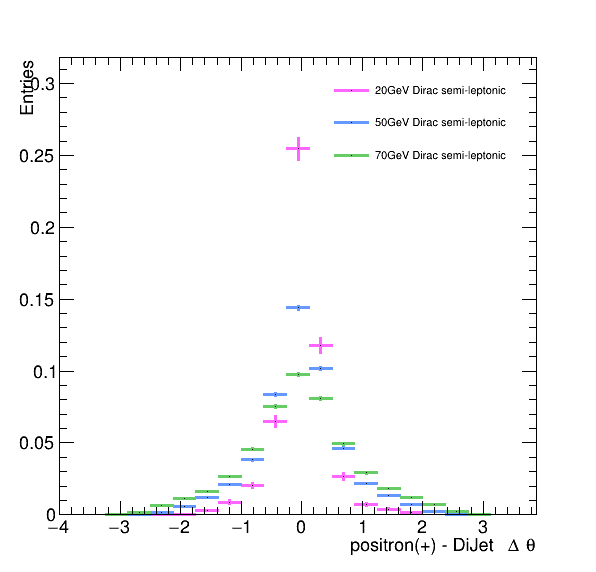 Entries
0.3
0.25
0.2
0.15
0.1
0.05
0
20GeV Dirac semi-leptonic
50GeV Dirac semi-leptonic
70GeV Dirac semi-leptonic
−4 −3 −2 −1 0 1 2 3
positron(+) - DiJet Δ θ